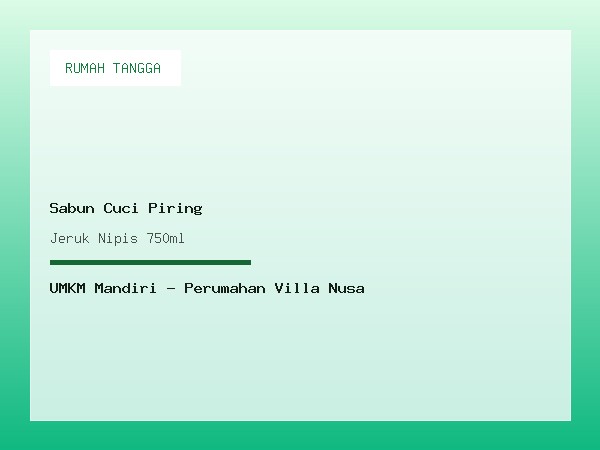 RUMAH TANGGA
Sabun Cuci Piring
Jeruk Nipis 750ml
UMKM Mandiri - Perumahan Villa Nusa